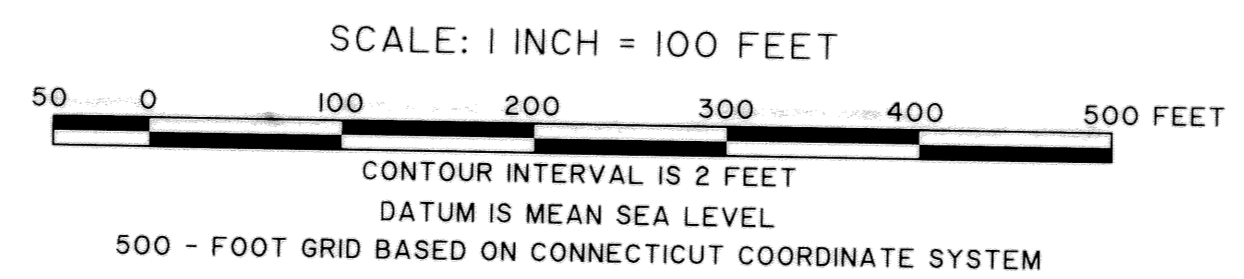 SCALE: 1 INCH = 100 FEET
50 0 100 200 300 400 500 FEET
CONTOUR INTERVAL IS 2 FEET
DATUM IS MEAN SEA LEVEL
500 - FOOT GRID BASED ON CONNECTICUT COORDINATE SYSTEM